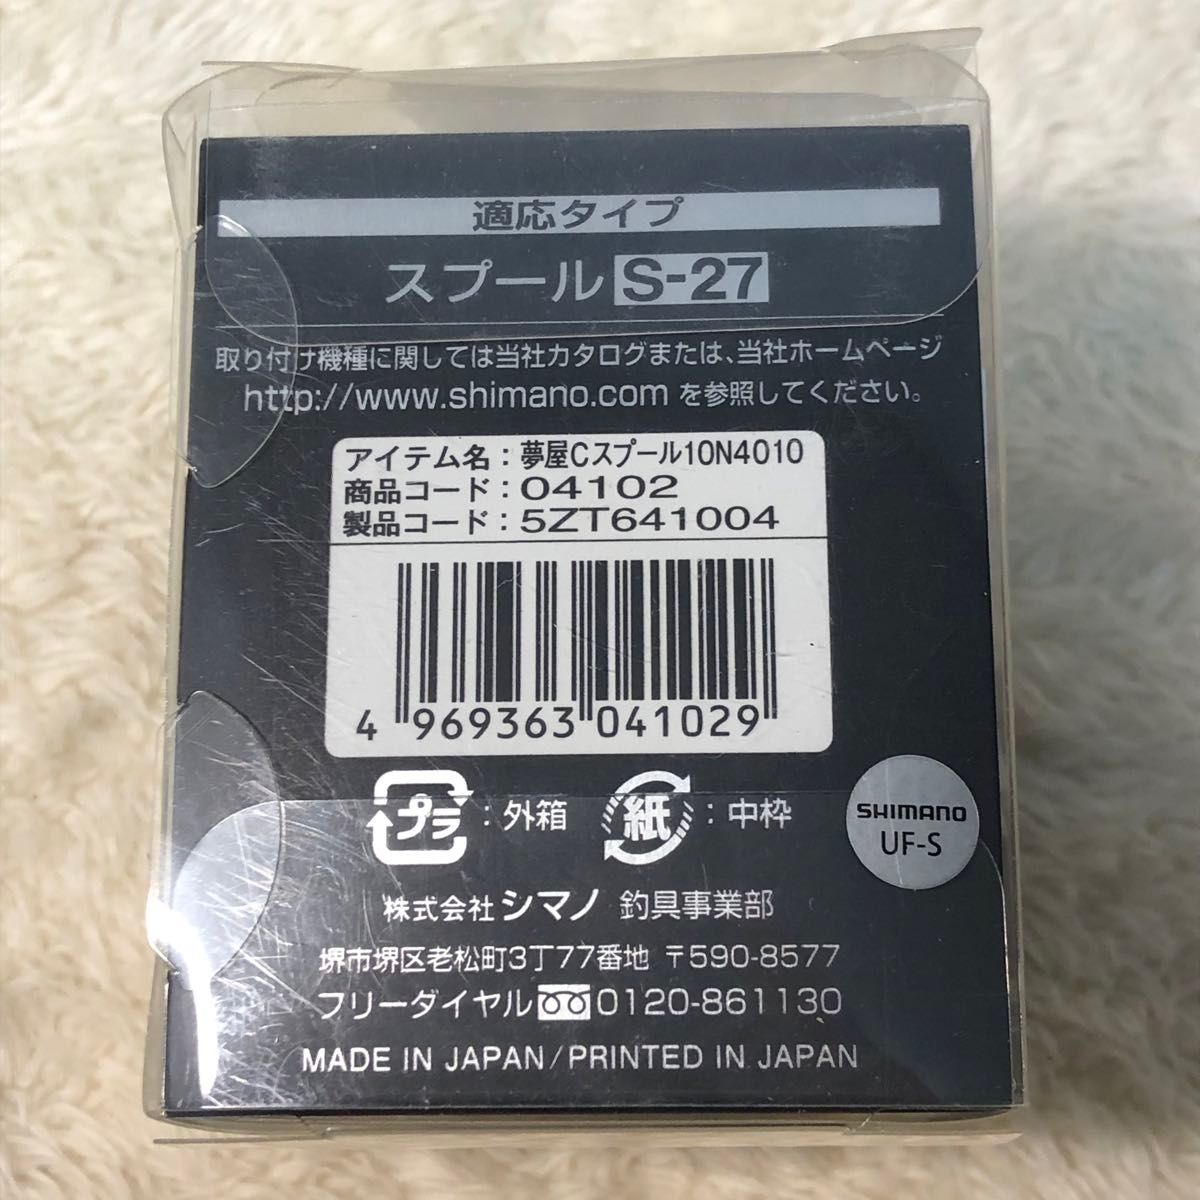 適応タイプ
スプール S-27
取り付け機種に関しては当社カタログまたは、当社ホームページ
http://www.shimano.com を参照してください。
アイテム名：夢屋Cスプール10N4010
商品コード：04102
製品コード：5ZT641004
4 969363 041029
プラ：外箱 紙：中枠
SHIMANO
UF-S
株式会社 シマノ 釣具事業部
堺市堺区老松町3丁77番地 〒590-8577
フリーダイヤル 0120-861130
MADE IN JAPAN/PRINTED IN JAPAN